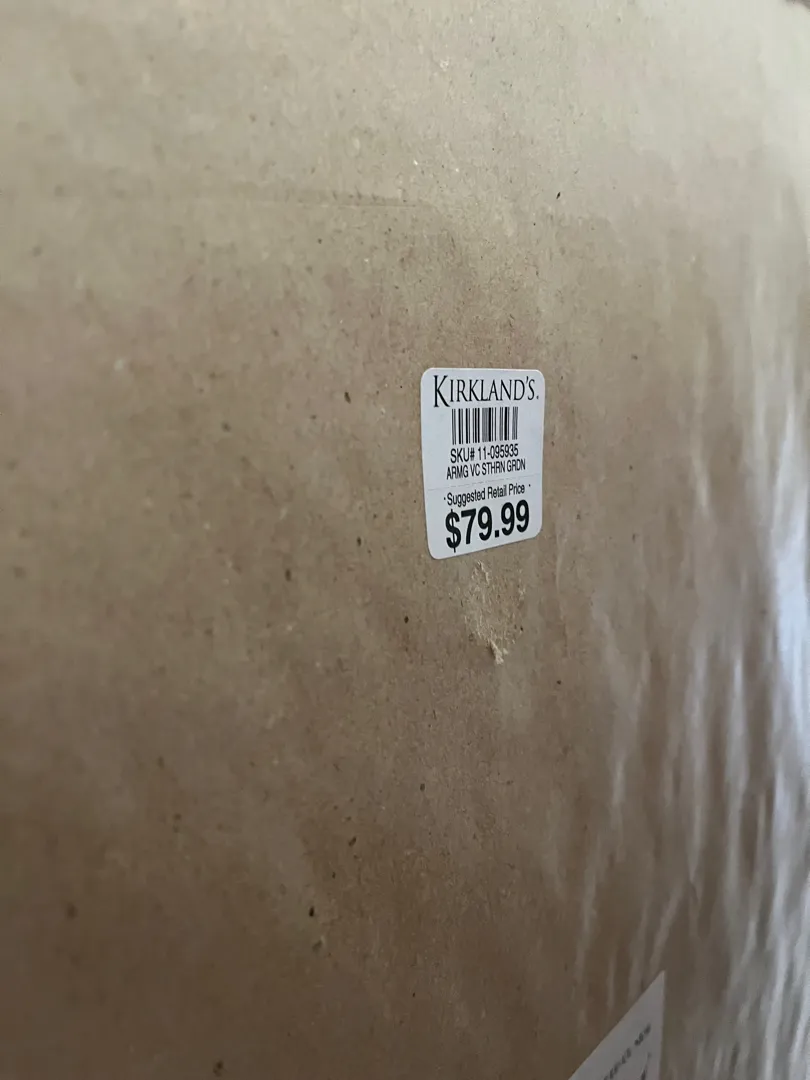 KIRKLAND'S.
SKU# 11-095935
ARMG VC STHRN GRDN
·Suggested Retail Price·
$79.99